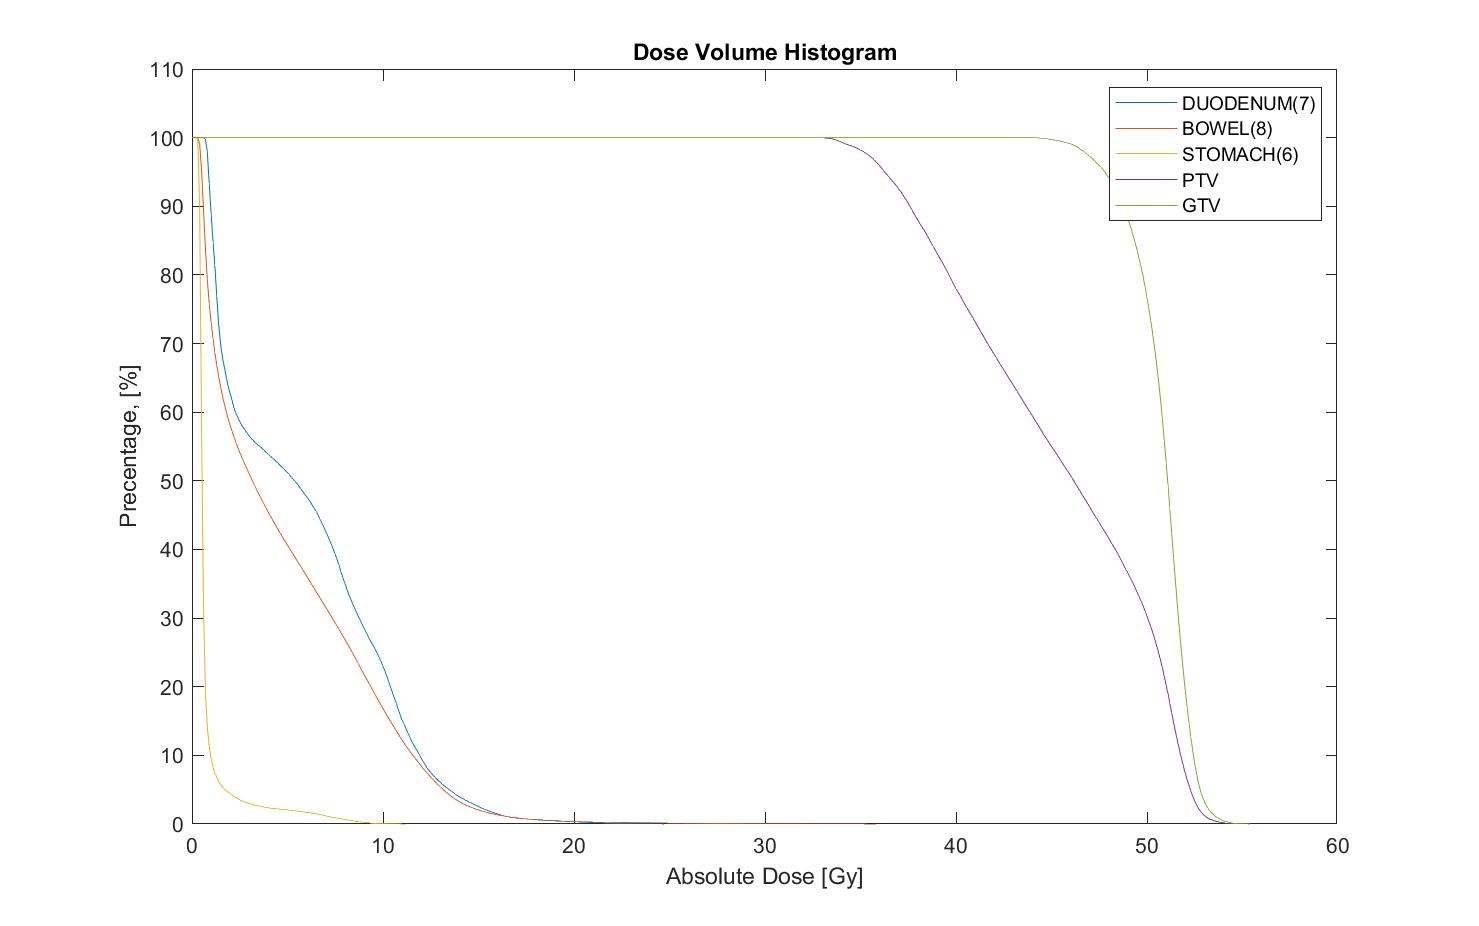 Dose Volume Histogram
110
100
90
80
70
60
50
40
30
20
10
0
Precentage, [%]
DUODENUM(7)
BOWEL(8)
STOMACH(6)
PTV
GTV
0 10 20 30 40 50 60
Absolute Dose [Gy]